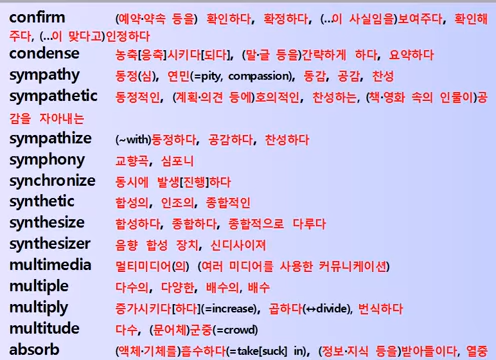 confirm (예약·약속 등을) 확인하다, 확정하다, (...이 사실임을)보여주다, 확인해
주다, (...이 맞다고)인정하다
condense 농축[응축]시키다[되다], (말·글 등을)간략하게 하다, 요약하다
sympathy 동정(심), 연민(=pity, compassion), 동감, 공감, 찬성
sympathetic 동정적인, (계획·의견 등에)호의적인, 찬성하는, (책·영화 속의 인물이)공
감을 자아내는
sympathize (~with)동정하다, 공감하다, 찬성하다
symphony 교향곡, 심포니
synchronize 동시에 발생[진행]하다
synthetic 합성의, 인조의, 종합적인
synthesize 합성하다, 종합하다, 종합적으로 다루다
synthesizer 음향 합성 장치, 신디사이저
multimedia 멀티미디어(의) (여러 미디어를 사용한 커뮤니케이션)
multiple 다수의, 다양한, 배수의, 배수
multiply 증가시키다[하다](=increase), 곱하다(↔divide), 번식하다
multitude 다수, (문어체)군중(=crowd)
absorb (액체·기체를)흡수하다(=take[suck] in), (정보·지식 등을)받아들이다, 열중